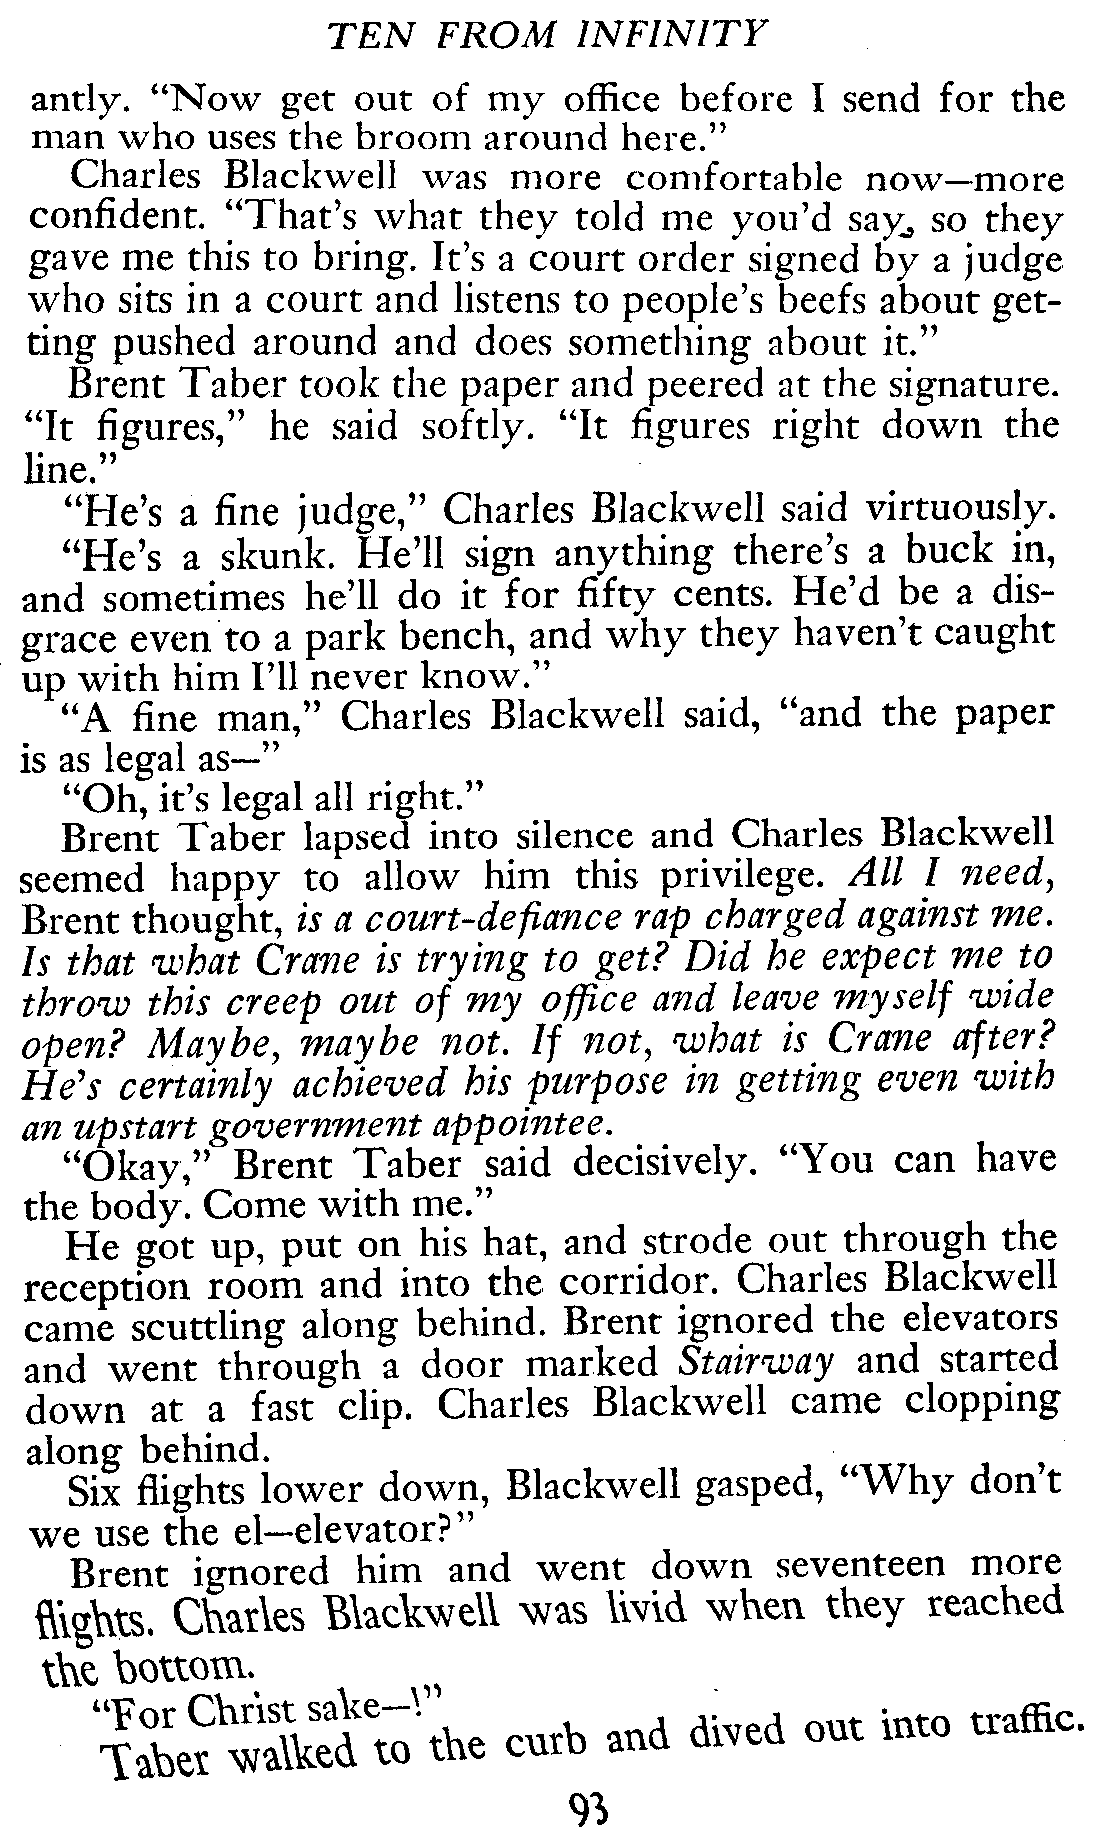 TEN FROM INFINITY
antly. “Now get out of my office before I send for the
man who uses the broom around here.”
Charles Blackwell was more comfortable now—more
confident. “That's what they told me you'd say, so they
gave me this to bring. It's a court order signed by a judge
who sits in a court and listens to people's beefs about get-
ting pushed around and does something about it.”
Brent Taber took the paper and peered at the signature.
“It figures,” he said softly. “It figures right down the
line.”
“He's a fine judge,” Charles Blackwell said virtuously.
“He's a skunk. He'll sign anything there's a buck in,
and sometimes he'll do it for fifty cents. He'd be a dis-
grace even to a park bench, and why they haven't caught
up with him I'll never know.”
“A fine man,” Charles Blackwell said, “and the paper
is as legal as—”
“Oh, it's legal all right.”
Brent Taber lapsed into silence and Charles Blackwell
seemed happy to allow him this privilege. All I need,
Brent thought, is a court-defiance rap charged against me.
Is that what Crane is trying to get? Did he expect me to
throw this creep out of my office and leave myself wide
open? Maybe, maybe not. If not, what is Crane after?
He's certainly achieved his purpose in getting even with
an upstart government appointee.
“Okay,” Brent Taber said decisively. “You can have
the body. Come with me.”
He got up, put on his hat, and strode out through the
reception room and into the corridor. Charles Blackwell
came scuttling along behind. Brent ignored the elevators
and went through a door marked Stairway and started
down at a fast clip. Charles Blackwell came clopping
along behind.
Six flights lower down, Blackwell gasped, “Why don't
we use the el—elevator?”
Brent ignored him and went down seventeen more
flights. Charles Blackwell was livid when they reached
the bottom.
“For Christ sake—!”
Taber walked to the curb and dived out into traffic.
93